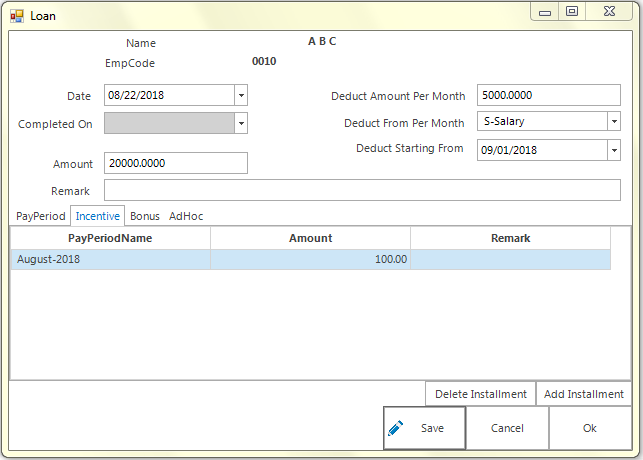 Loan
Name A B C
EmpCode 0010
Date 08/22/2018 Deduct Amount Per Month 5000.0000
Completed On Deduct From Per Month S-Salary
Deduct Starting From 09/01/2018
Amount 20000.0000
Remark
PayPeriod Incentive Bonus AdHoc
PayPeriodName Amount Remark
August-2018 100.00
Delete Installment Add Installment
Save Cancel Ok